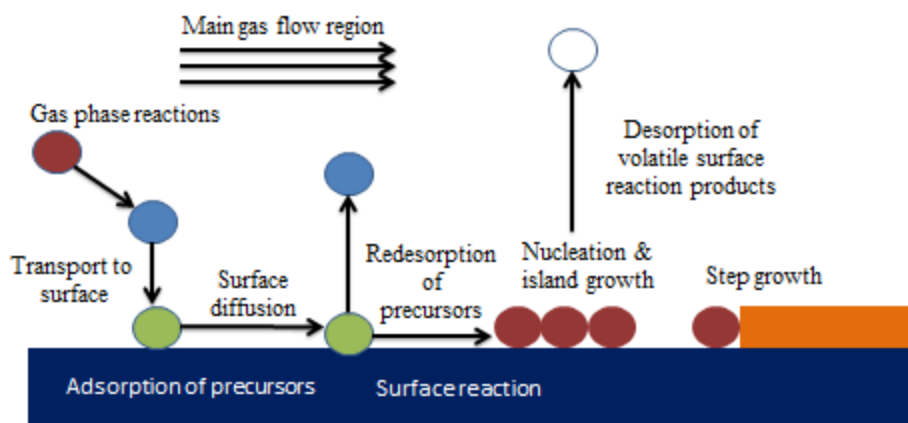 Main gas flow region
Gas phase reactions
Desorption of
volatile surface
reaction products
Transport to
surface
Surface
diffusion
Redesorption
of
precursors
Nucleation &
island growth
Step growth
Adsorption of precursors
Surface reaction